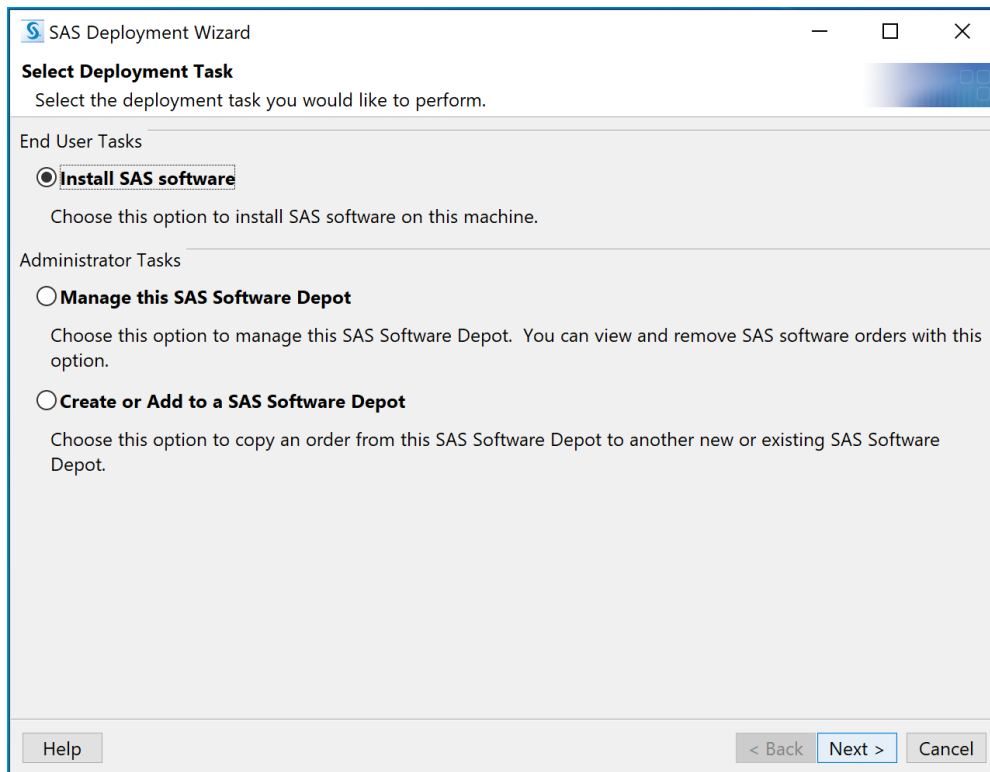 SAS Deployment Wizard
Select Deployment Task
Select the deployment task you would like to perform.
End User Tasks
Install SAS software
Choose this option to install SAS software on this machine.
Administrator Tasks
Manage this SAS Software Depot
Choose this option to manage this SAS Software Depot.  You can view and remove SAS software orders with this
option.
Create or Add to a SAS Software Depot
Choose this option to copy an order from this SAS Software Depot to another new or existing SAS Software
Depot.
Help
< Back
Next >
Cancel